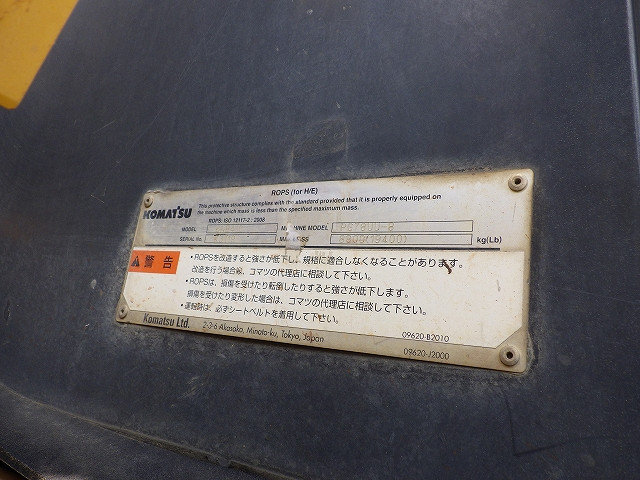 ROPS (for H/E)
KOMATSU
This protective structure complies with the standard provided that it is properly equipped on
the machine which mass is less than the specified maximum mass.
ROPS: ISO 12117-2 : 2008
MODEL MACHINE MODEL
SERIAL No. MAX MASS kg(Lb)
警告
・ROPSを改造すると強さが低下し、規格に適合しなくなることがあります。
改造を行う場合は、コマツの代理店に相談して下さい。
・ROPSは、損傷を受けたり転倒したりすると強さが低下します。
損傷を受けたり変形した場合は、コマツの代理店に相談して下さい。
・運転時は、必ずシートベルトを着用して下さい。
Komatsu Ltd. 2-3-6 Akasaka, Minato-ku, Tokyo, Japan
09620-B2010
09620-J2000